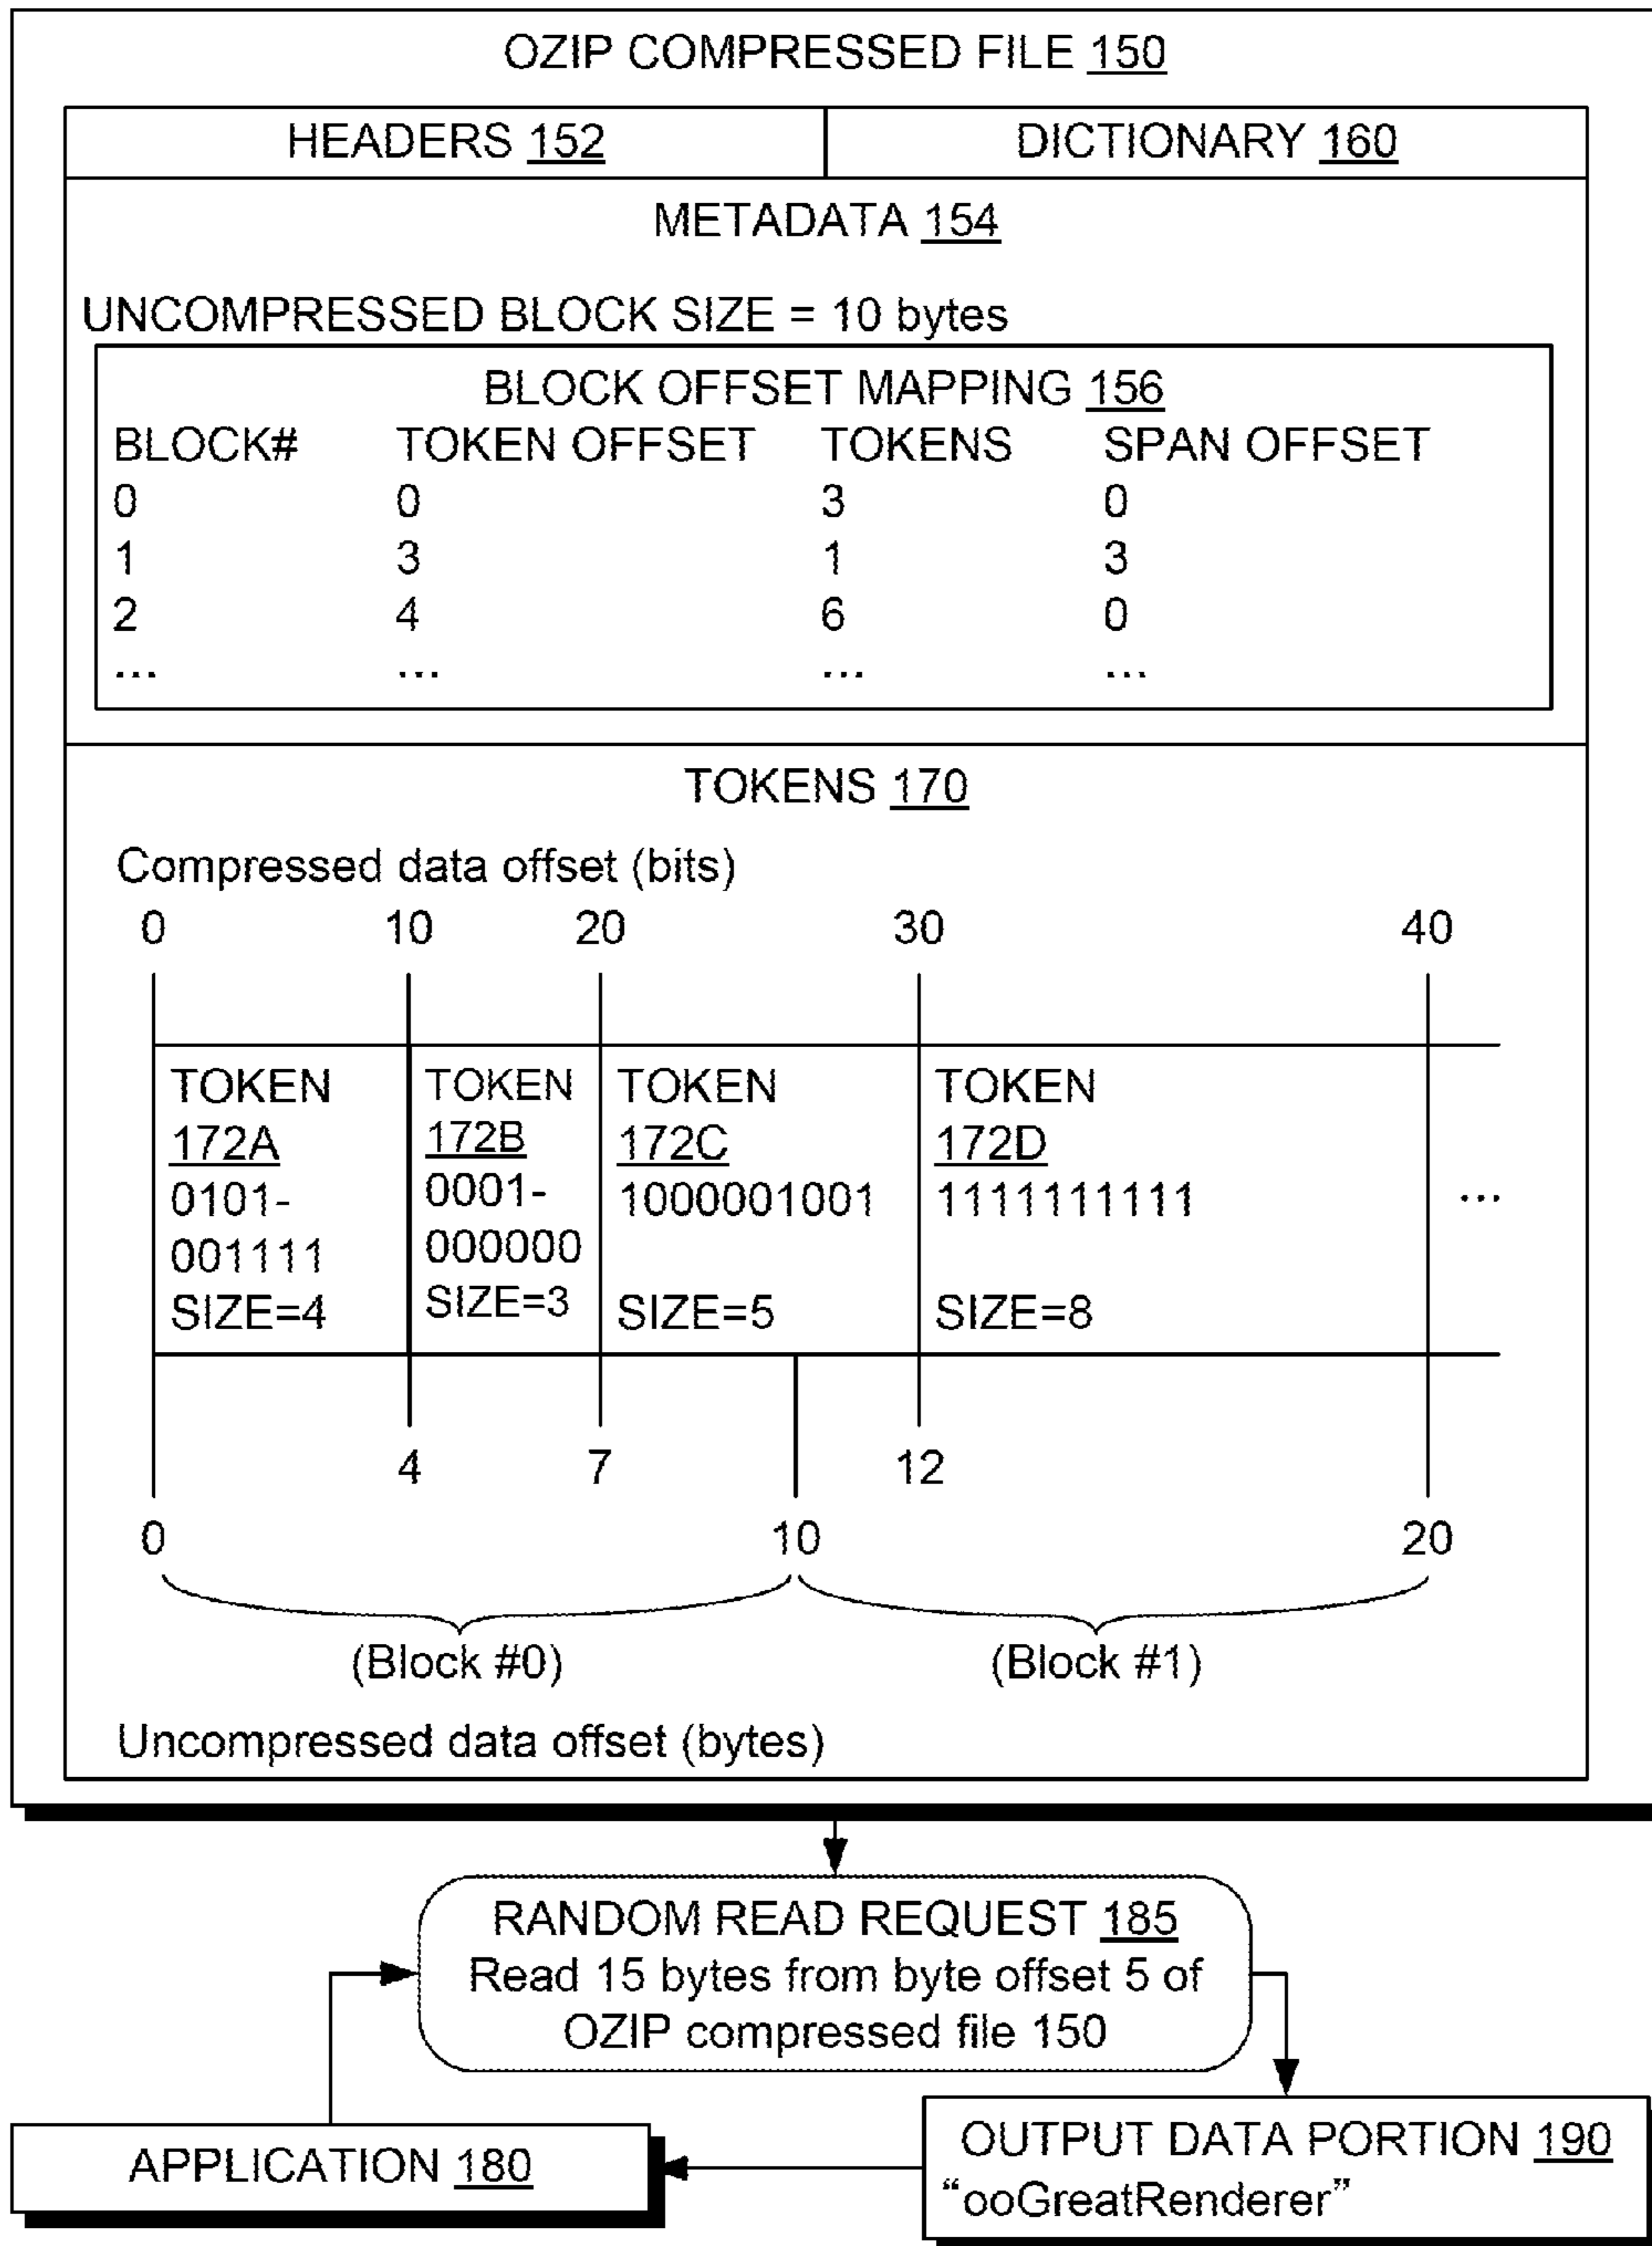 OZIP COMPRESSED FILE 150
HEADERS 152 DICTIONARY 160
METADATA 154
UNCOMPRESSED BLOCK SIZE = 10 bytes
BLOCK OFFSET MAPPING 156
BLOCK# TOKEN OFFSET TOKENS SPAN OFFSET
0 0 3 0
1 3 1 3
2 4 6 0
... ... ... ...
TOKENS 170
Compressed data offset (bits)
0 10 20 30 40
TOKEN TOKEN TOKEN TOKEN
172A 172B 172C 172D
0101- 0001- 1000001001 1111111111 ...
001111 000000
SIZE=4 SIZE=3 SIZE=5 SIZE=8
4 7 12
0 10 20
(Block #0) (Block #1)
Uncompressed data offset (bytes)
RANDOM READ REQUEST 185
Read 15 bytes from byte offset 5 of
OZIP compressed file 150
APPLICATION 180
OUTPUT DATA PORTION 190
“ooGreatRenderer”